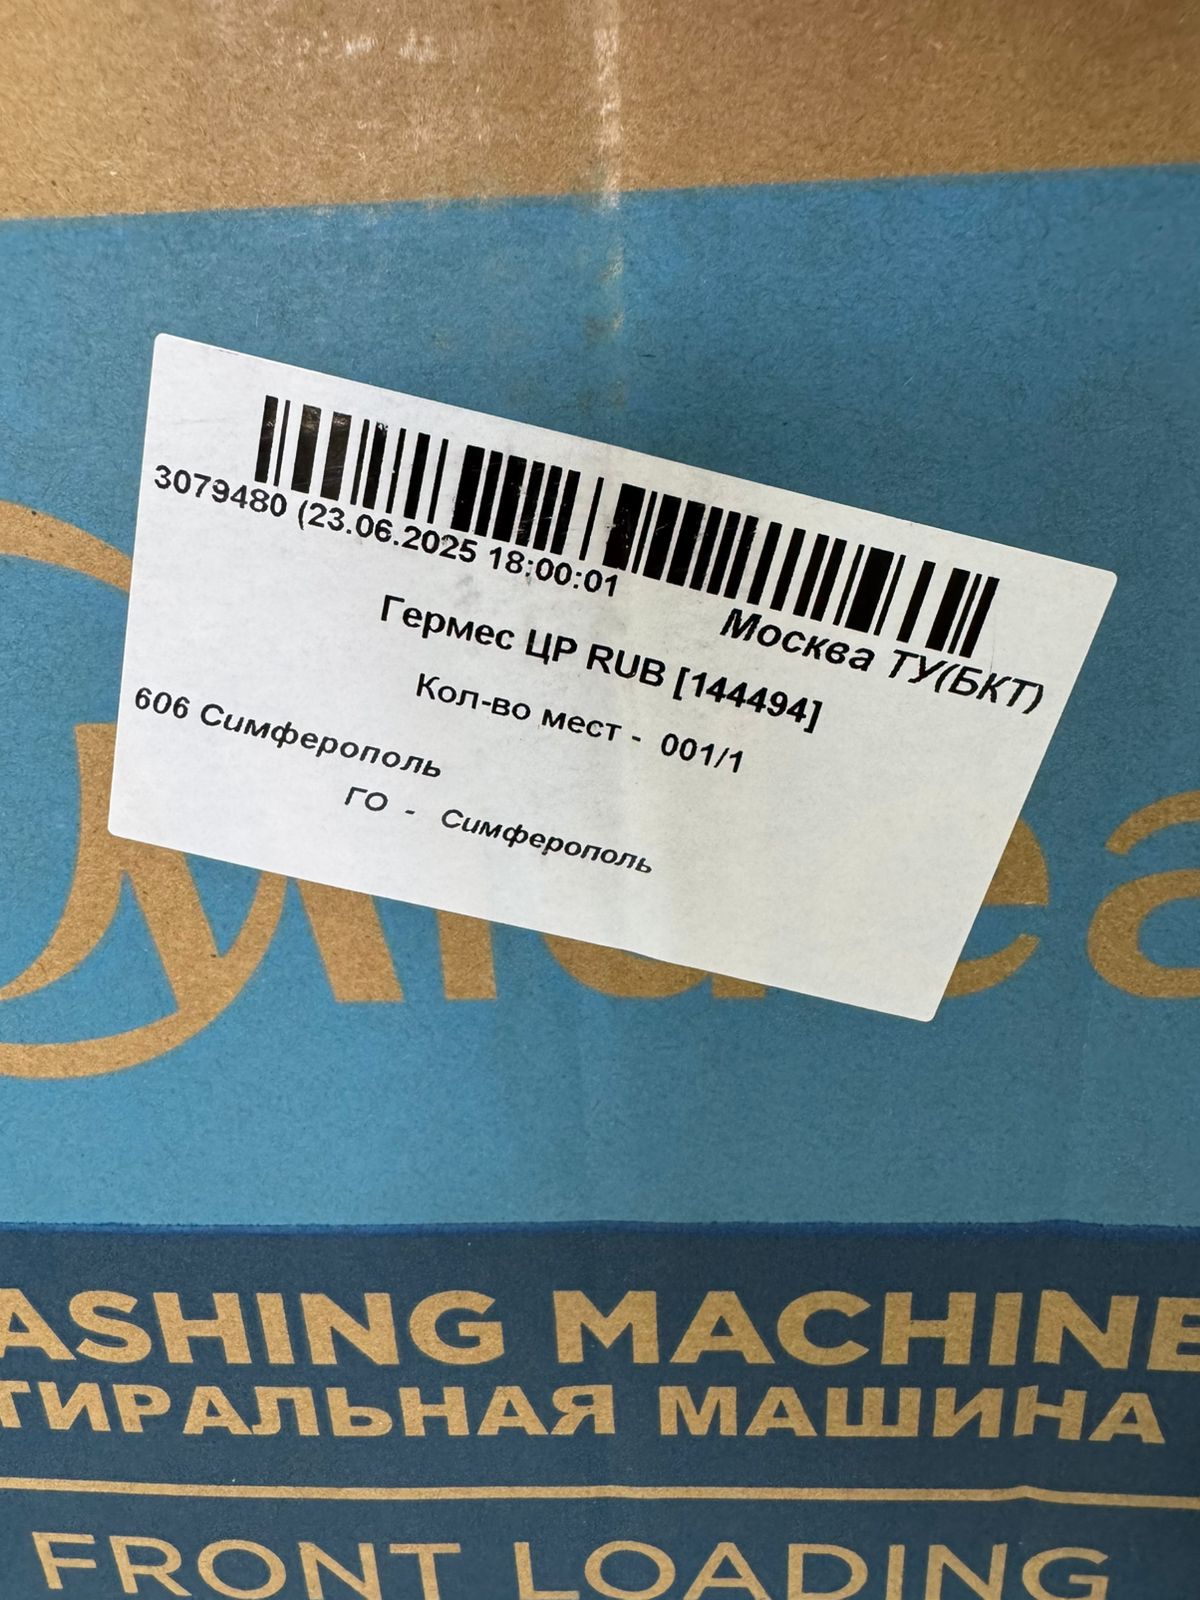 3079480 (23.06.2025 18:00:01
Москва ТУ(БКТ)
Гермес ЦР RUB [144494]
Кол-во мест - 001/1
606 Симферополь
ГО - Симферополь
ASHING MACHINE
ТИРАЛЬНАЯ МАШИНА
FRONT LOADING